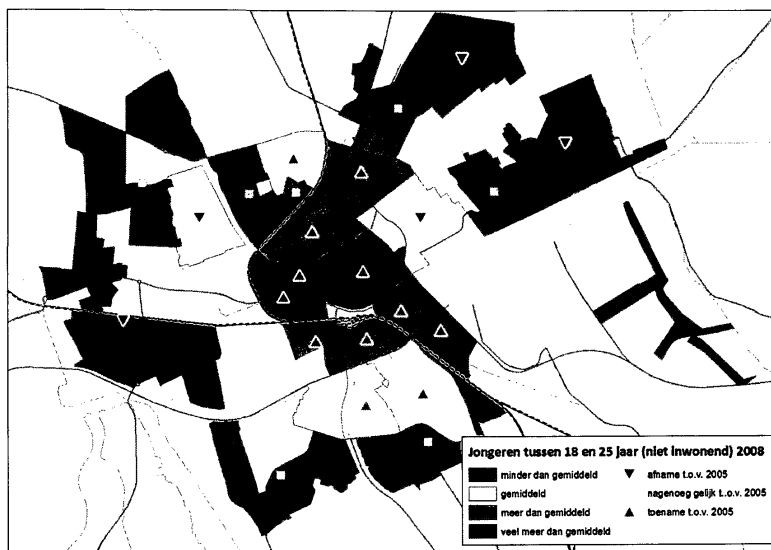 Jongeren tussen 18 en 25 jaar (niet inwonend) 2008
minder dan gemiddeld
afname t.o.v. 2005
gemiddeld
nagenoeg gelijk t..o.v. 2005
meer dan gemiddeld
toename t.o.v. 2005
veel meer dan gemiddeld